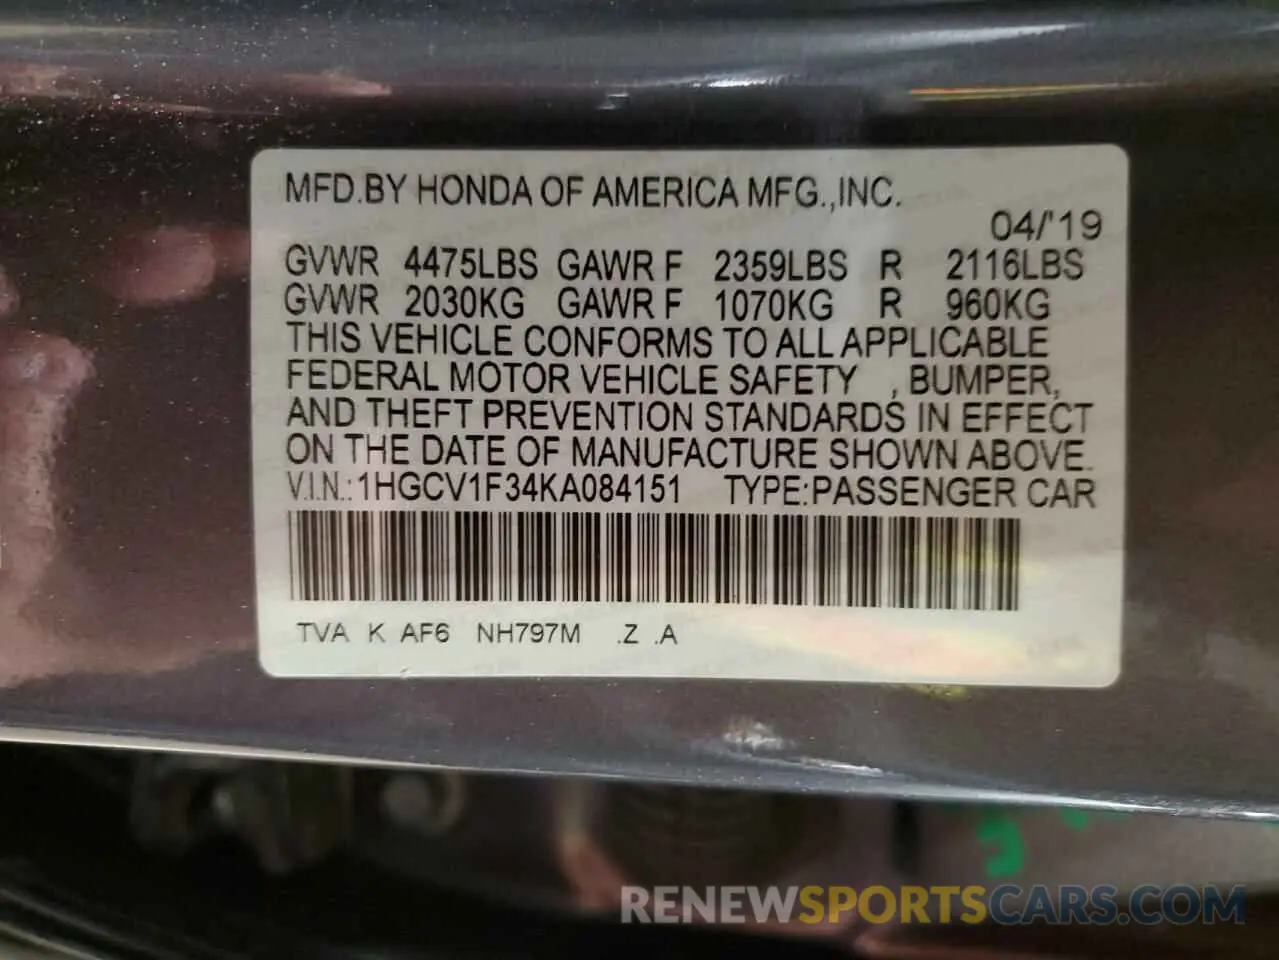 MFD.BY HONDA OF AMERICA MFG.,INC.
04/'19
GVWR 4475LBS GAWR F 2359LBS R 2116LBS
GVWR 2030KG GAWR F 1070KG R 960KG
THIS VEHICLE CONFORMS TO ALL APPLICABLE
FEDERAL MOTOR VEHICLE SAFETY , BUMPER,
AND THEFT PREVENTION STANDARDS IN EFFECT
ON THE DATE OF MANUFACTURE SHOWN ABOVE.
V.I.N.:1HGCV1F34KA084151 TYPE:PASSENGER CAR
TVA K AF6 NH797M .Z .A
RENEWSPORTSCARS.COM